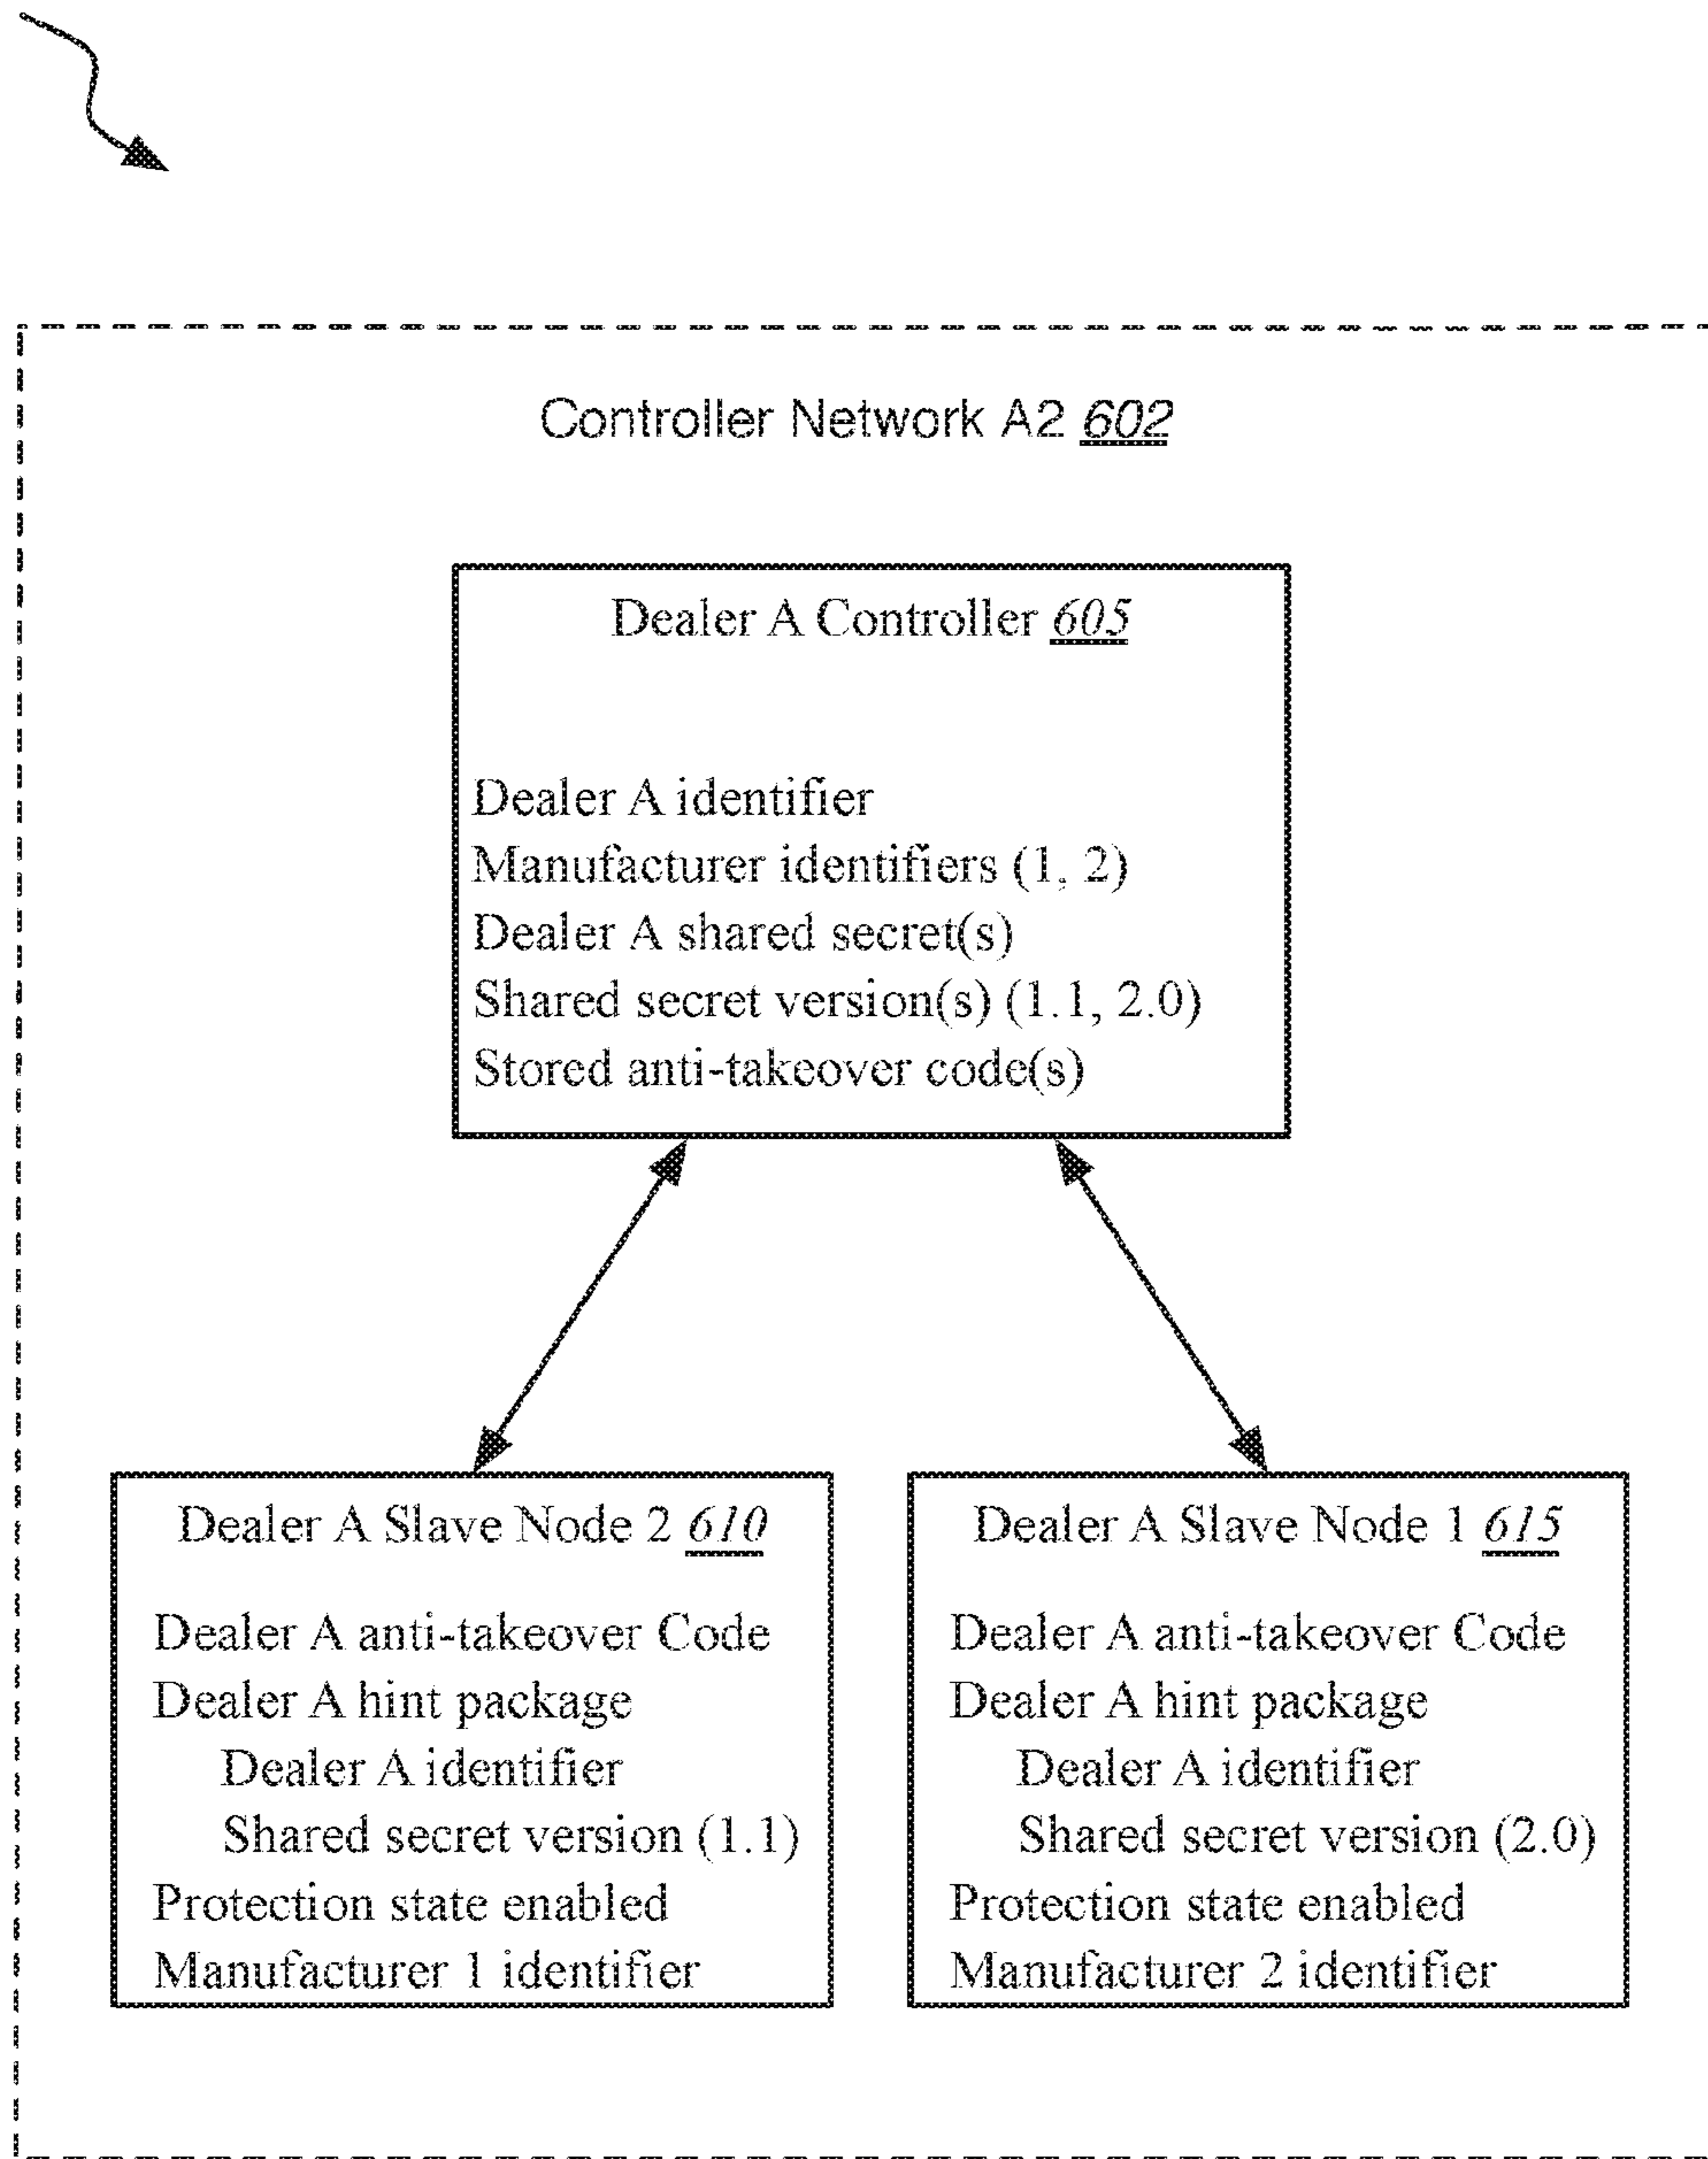 Controller Network A2 602
Dealer A Controller 605
Dealer A identifier
Manufacturer identifiers (1, 2)
Dealer A shared secret(s)
Shared secret version(s) (1.1, 2.0)
Stored anti-takeover code(s)
Dealer A Slave Node 2 610
Dealer A anti-takeover Code
Dealer A hint package
Dealer A identifier
Shared secret version (1.1)
Protection state enabled
Manufacturer 1 identifier
Dealer A Slave Node 1 615
Dealer A anti-takeover Code
Dealer A hint package
Dealer A identifier
Shared secret version (2.0)
Protection state enabled
Manufacturer 2 identifier